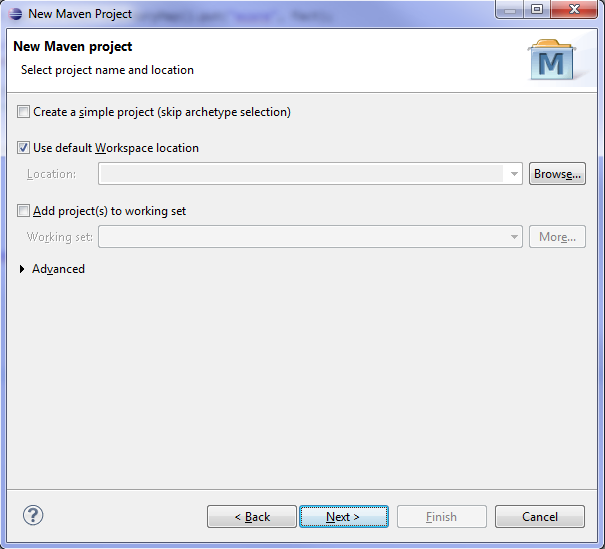 New Maven Project
New Maven project
Select project name and location
M
Create a simple project (skip archetype selection)
Use default Workspace location
Location:
Browse...
Add project(s) to working set
Working set:
More...
Advanced
?
< Back
Next >
Finish
Cancel